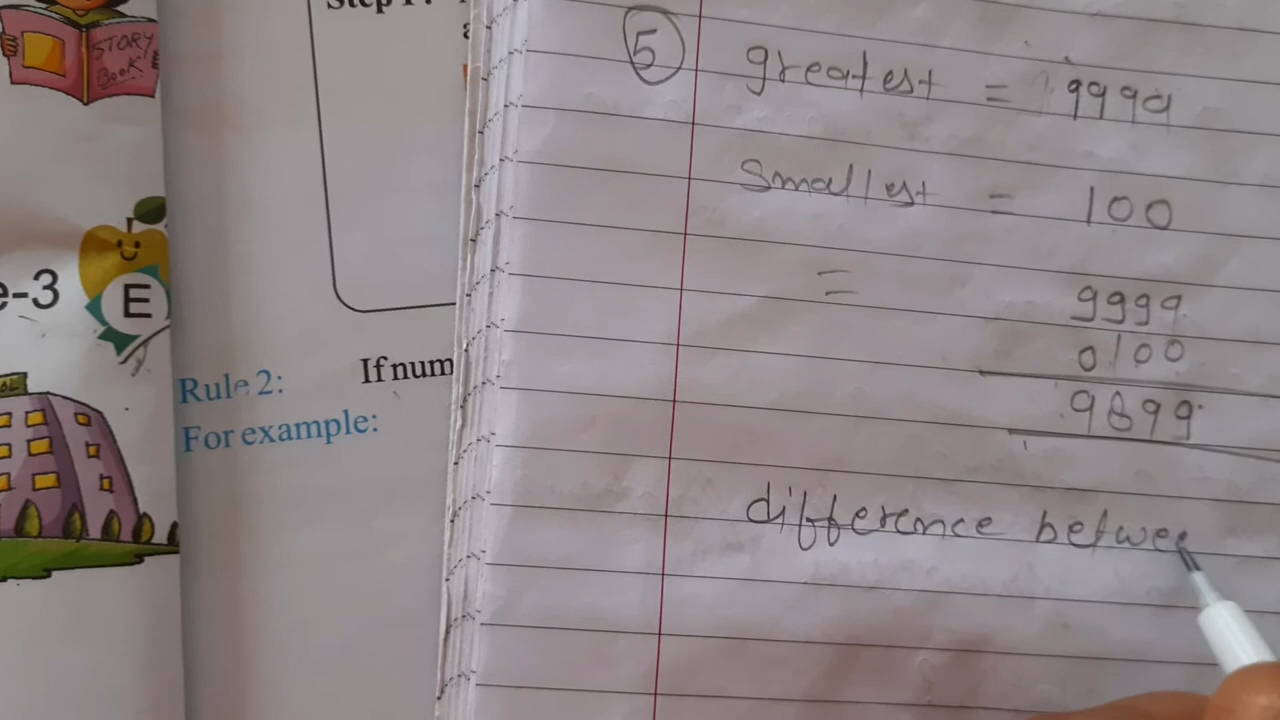 STORY
BOOK
e-3
E
Rule 2:
If num
For example:
5 greatest = 9999
Smallest = 100
= 9999
0100
9899
difference betwee